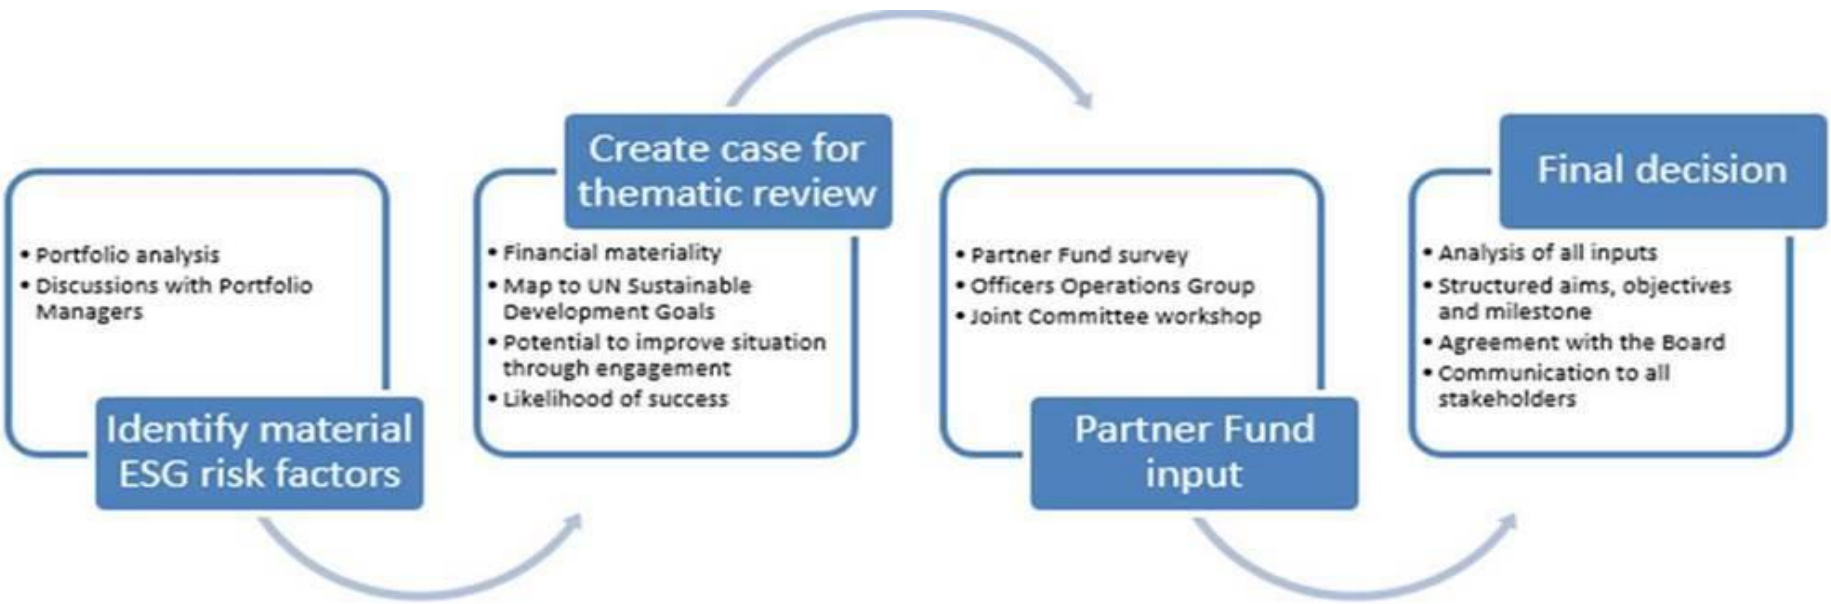 • Portfolio analysis
• Discussions with Portfolio
Managers
Identify material
ESG risk factors
Create case for
thematic review
• Financial materiality
• Map to UN Sustainable
Development Goals
• Potential to improve situation
through engagement
• Likelihood of success
• Partner Fund survey
• Officers Operations Group
• Joint Committee workshop
Partner Fund
input
Final decision
• Analysis of all inputs
• Structured aims, objectives
and milestone
• Agreement with the Board
• Communication to all
stakeholders